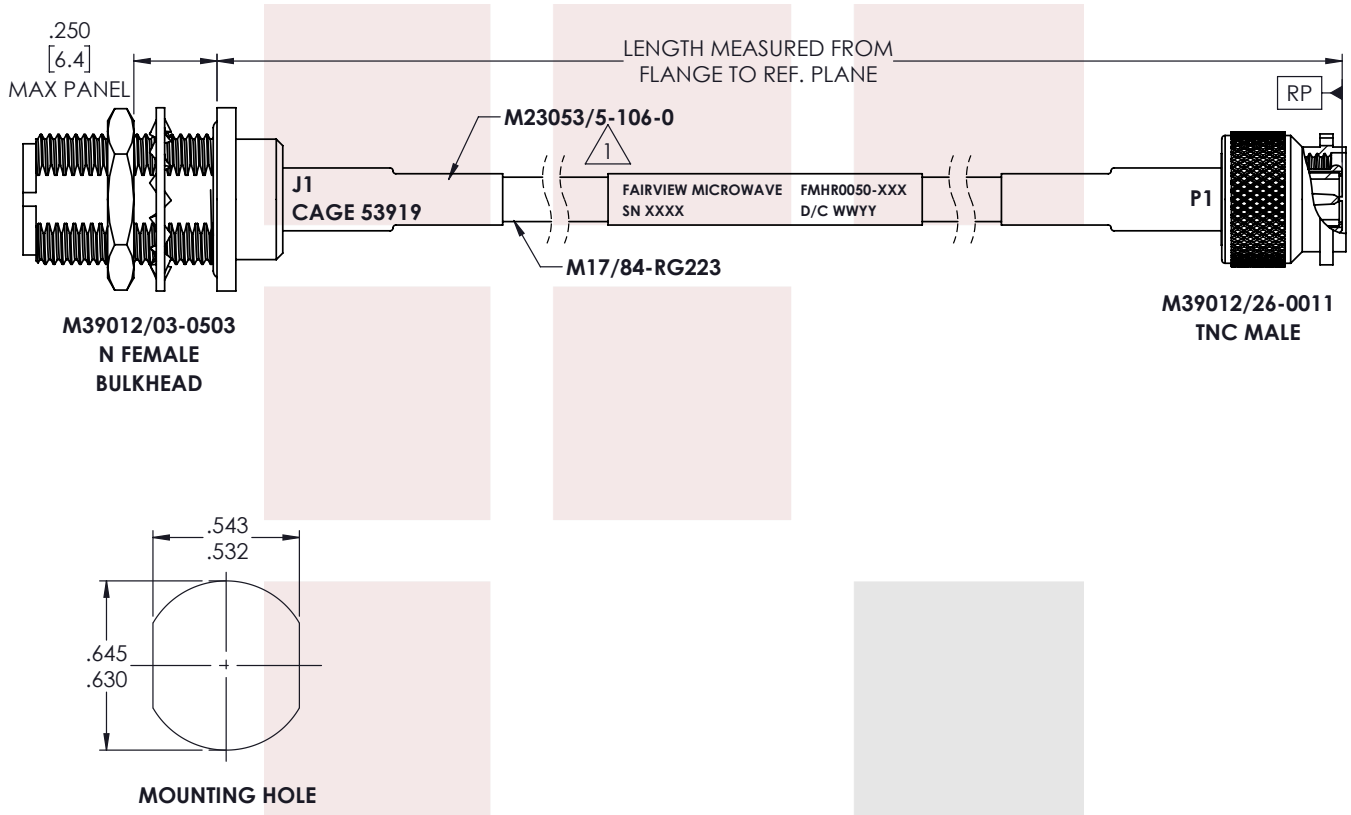 .250
[6.4]
MAX PANEL
LENGTH MEASURED FROM
FLANGE TO REF. PLANE
RP
M23053/5-106-0
1
J1
CAGE 53919
FAIRVIEW MICROWAVE FMHR0050-XXX
SN XXXX D/C WWYY
P1
M17/84-RG223
M39012/03-0503
N FEMALE
BULKHEAD
M39012/26-0011
TNC MALE
.543
.532
.645
.630
MOUNTING HOLE